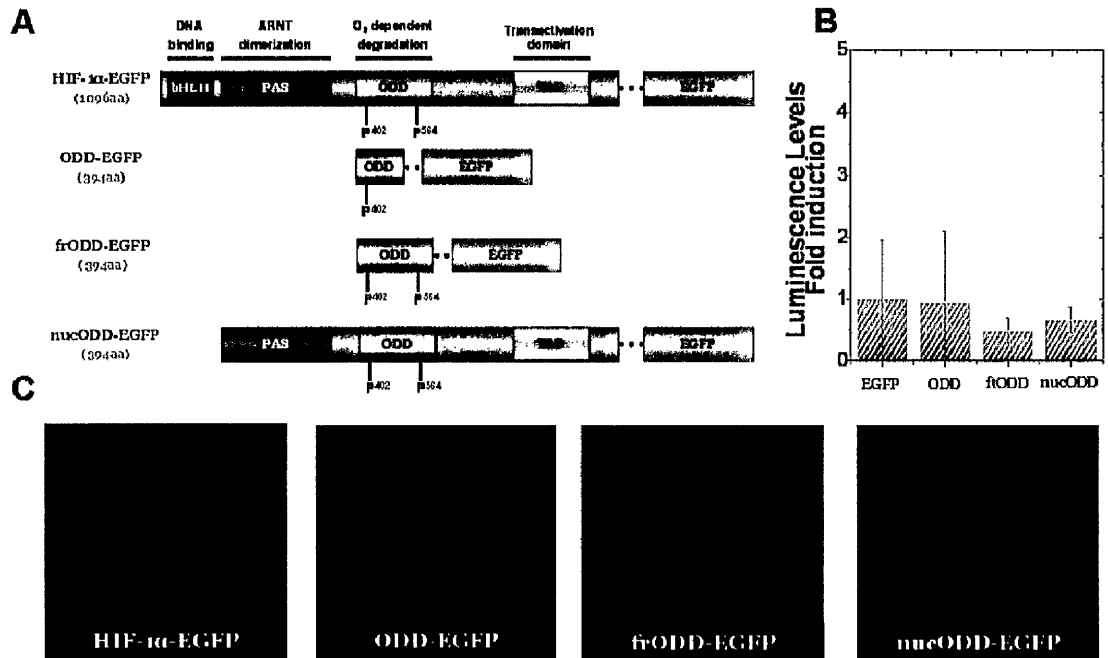 A
DNA binding
ARNT dimerization
O2 dependent degradation
Transactivation domain
HIF-1α-EGFP
(1096aa)
bHLH PAS ODD EGFP
p402 p564
ODD-EGFP
(394aa)
ODD EGFP
p402
frODD-EGFP
(394aa)
ODD EGFP
p402 p564
nucODD-EGFP
(394aa)
PAS ODD EGFP
p402 p564
B
Luminescence Levels
Fold induction
5
4
3
2
1
0
EGFP ODD frODD nucODD
C
HIF-1α-EGFP
ODD-EGFP
frODD-EGFP
nucODD-EGFP